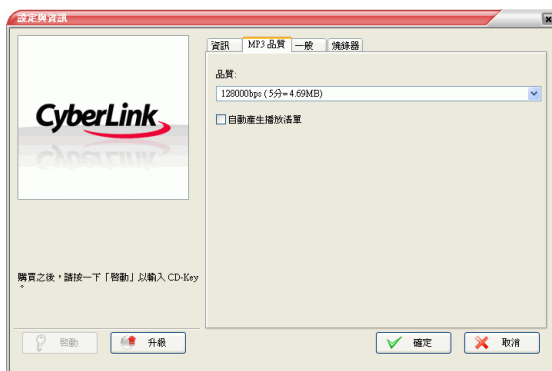 設定與資訊
資訊 MP3 品質 一般 燒錄器
品質:
128000bps ( 5分= 4.69MB)
自動產生播放清單
CyberLink
購買之後，請按一下「啓動」以輸入 CD-Key
。
啓動 升級 確定 取消